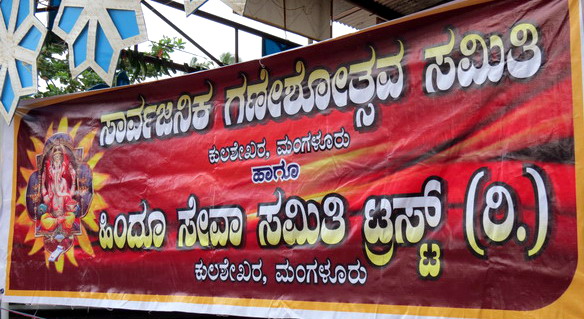 ಸಾರ್ವಜನಿಕ ಗಣೇಶೋತ್ಸವ ಸಮಿತಿ (ರಿ.)
ಕುಲಶೇಖರ, ಮಂಗಳೂರು
ಹಾಗೂ
ಹಿಂದೂ ಸೇವಾ ಸಮಿತಿ ಟ್ರಸ್ಟ್ (ರಿ.)
ಕುಲಶೇಖರ, ಮಂಗಳೂರು